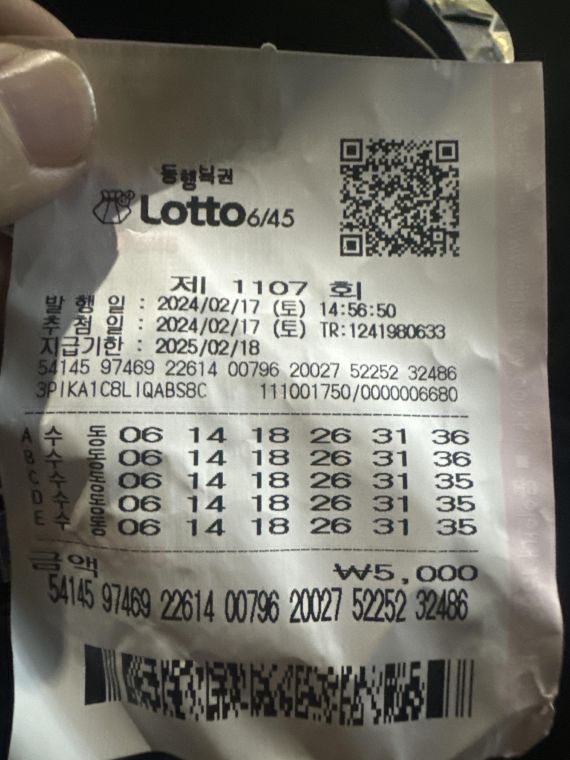 동행복권
Lotto 6/45
제 1107 회
발 행 일 : 2024/02/17 (토) 14:56:50
추 첨 일 : 2024/02/17 (토) TR:1241980633
지급기한 : 2025/02/18
54145 97469 22614 00796 20027 52252 32486
3PIKA1C8LIQABS8C 111001750/0000006680
A 수 동 06 14 18 26 31 36
B 수 동 06 14 18 26 31 36
C 수 동 06 14 18 26 31 35
D 수 동 06 14 18 26 31 35
E 수 동 06 14 18 26 31 35
금액 ₩5,000
54145 97469 22614 00796 20027 52252 32486